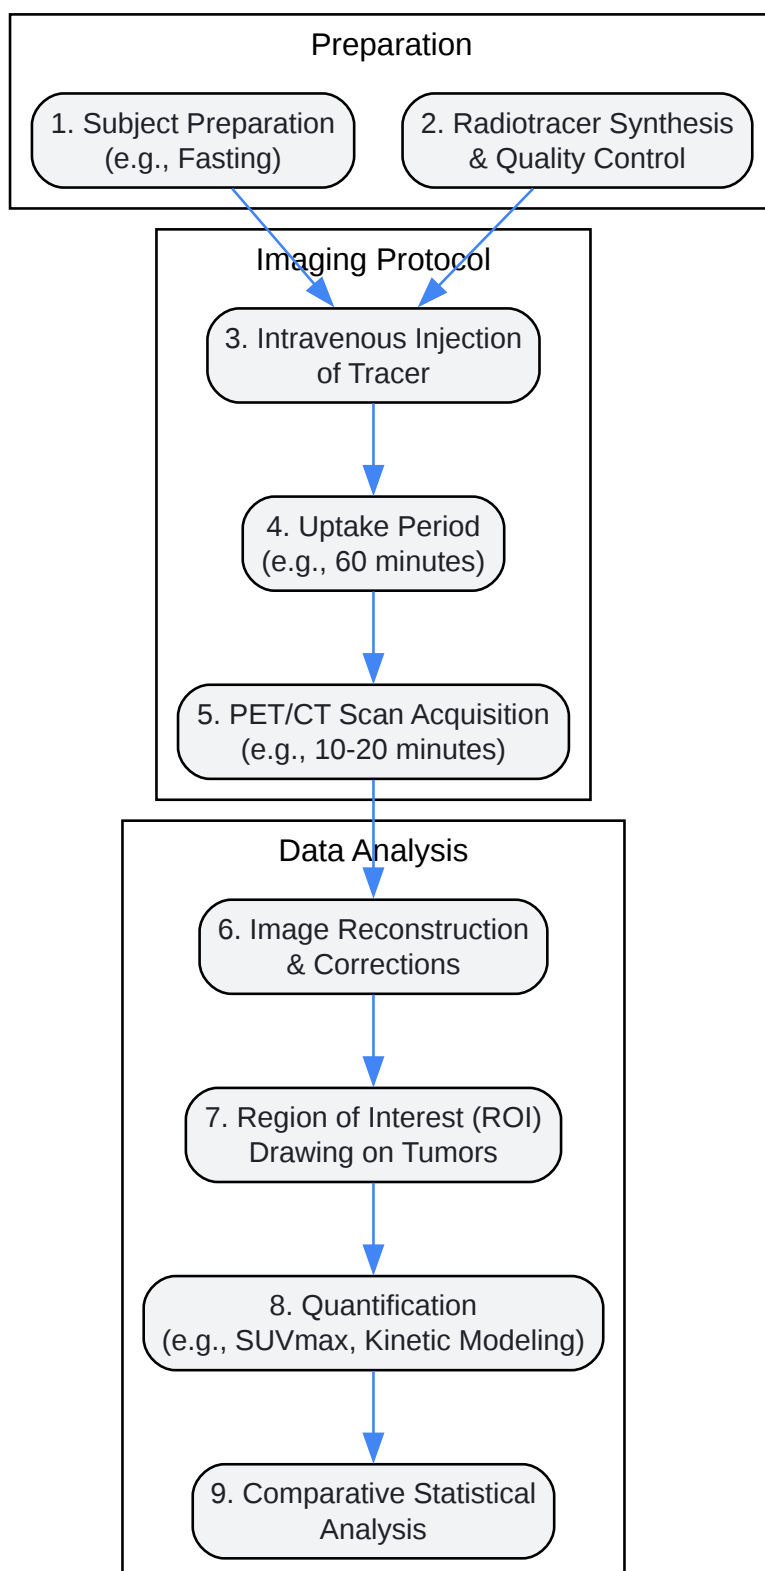 Preparation
1. Subject Preparation
(e.g., Fasting)
2. Radiotracer Synthesis
& Quality Control
Imaging Protocol
3. Intravenous Injection
of Tracer
4. Uptake Period
(e.g., 60 minutes)
5. PET/CT Scan Acquisition
(e.g., 10-20 minutes)
Data Analysis
6. Image Reconstruction
& Corrections
7. Region of Interest (ROI)
Drawing on Tumors
8. Quantification
(e.g., SUVmax, Kinetic Modeling)
9. Comparative Statistical
Analysis